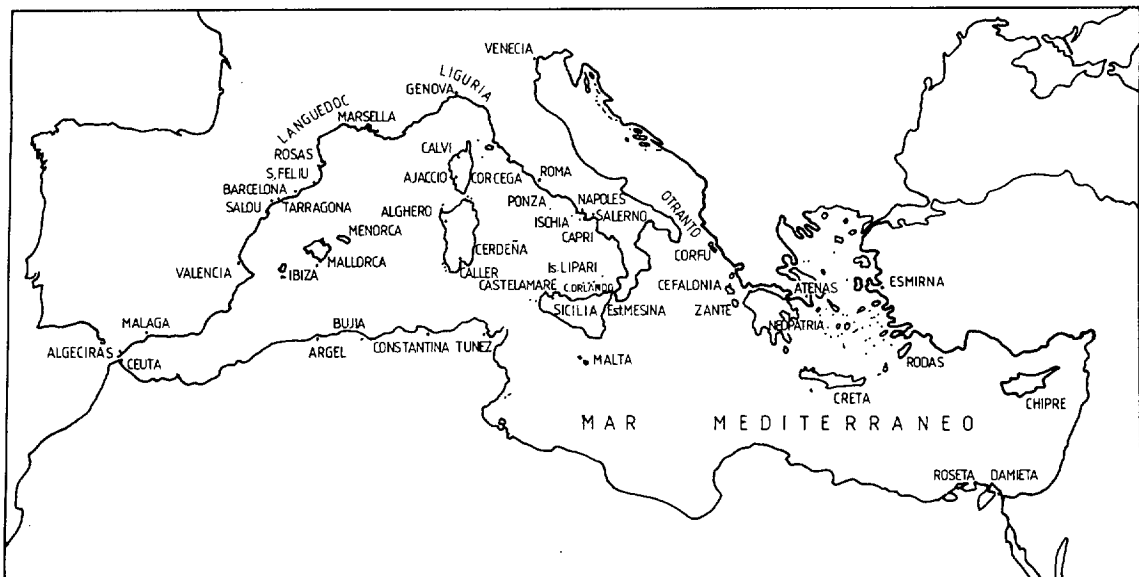 VENECIA
LIGURIA
GENOVA
LANGUEDOC
MARSELLA
CALVI
ROSAS
S. FELIU
AJACCIO
CORCEGA
ROMA
BARCELONA
SALOU
TARRAGONA
ALGHERO
PONZA
NAPOLES
ISCHIA
SALERNO
OTRANTO
CAPRI
MENORCA
MALLORCA
IBIZA
VALENCIA
CERDEÑA
CALLER
CORFU
Is. LIPARI
CASTELAMARE
C. ORLANDO
CEFALONIA
ATENAS
ESMIRNA
SICILIA
Est. MESINA
ZANTE
NEOPATRIA
MALAGA
BUJIA
ALGECIRAS
CEUTA
ARGEL
CONSTANTINA
TUNEZ
MALTA
RODAS
CRETA
CHIPRE
MAR MEDITERRANEO
ROSETA
DAMIETA